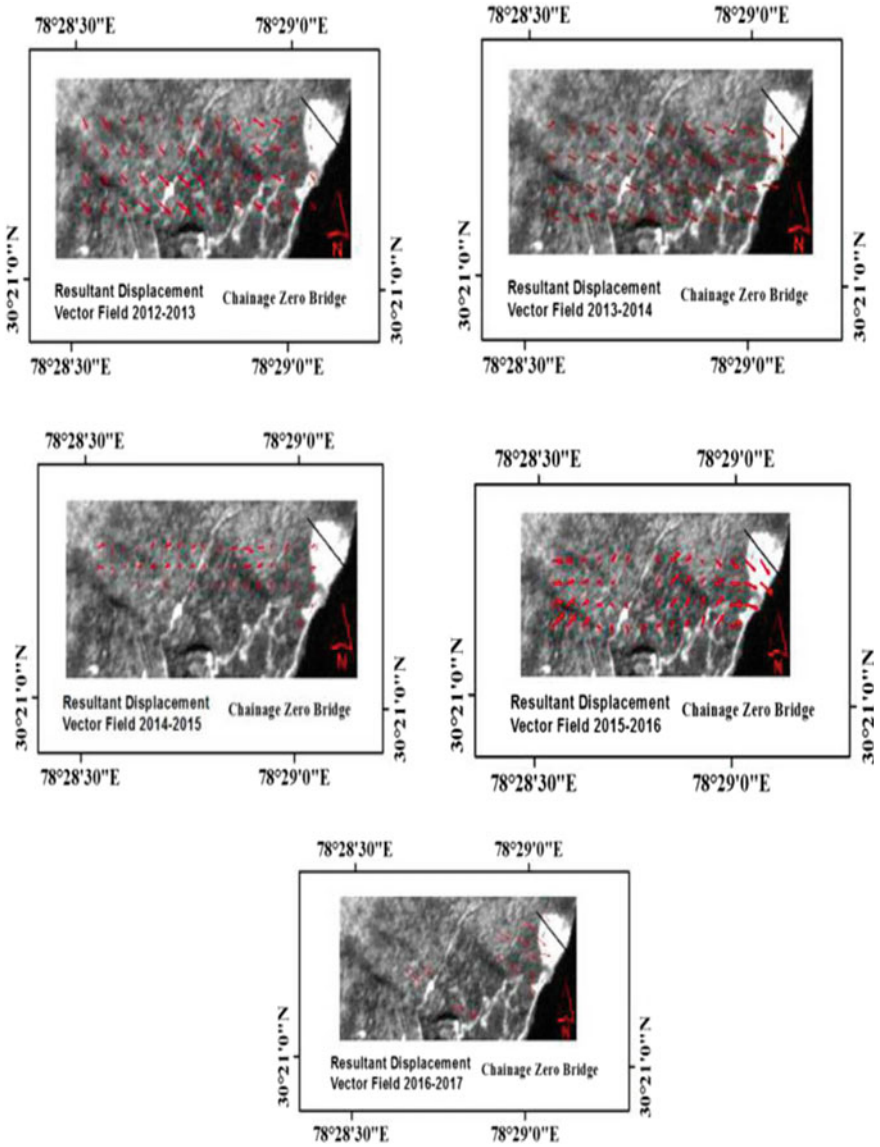 78°28'30"E 78°29'0"E
30°21'0"N
N
Resultant Displacement
Vector Field 2012-2013
Chainage Zero Bridge
30°21'0"N
78°28'30"E 78°29'0"E
78°28'30"E 78°29'0"E
30°21'0"N
N
Resultant Displacement
Vector Field 2013-2014
Chainage Zero Bridge
30°21'0"N
78°28'30"E 78°29'0"E
78°28'30"E 78°29'0"E
30°21'0"N
N
Resultant Displacement
Vector Field 2014-2015
Chainage Zero Bridge
30°21'0"N
78°28'30"E 78°29'0"E
78°28'30"E 78°29'0"E
30°21'0"N
N
Resultant Displacement
Vector Field 2015-2016
Chainage Zero Bridge
30°21'0"N
78°28'30"E 78°29'0"E
78°28'30"E 78°29'0"E
30°21'0"N
N
Resultant Displacement
Vector Field 2016-2017
Chainage Zero Bridge
30°21'0"N
78°28'30"E 78°29'0"E